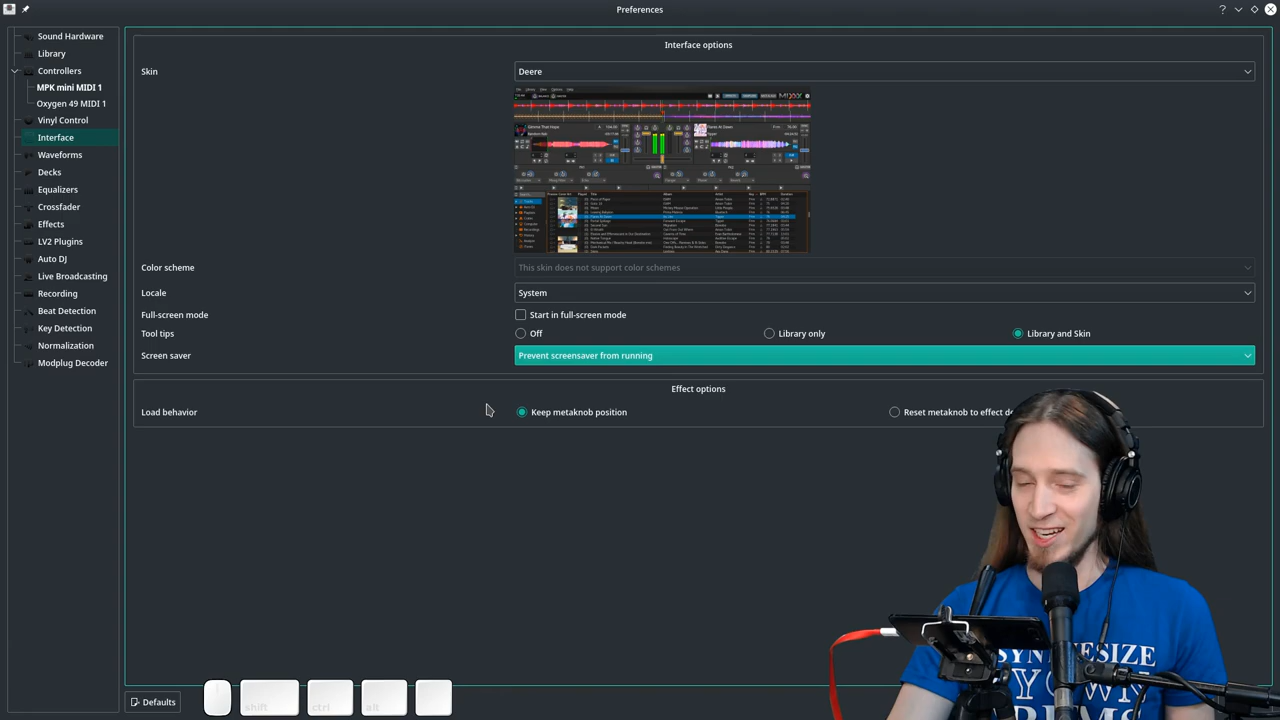 Preferences
Sound Hardware
Library
Controllers
MPK mini MIDI 1
Oxygen 49 MIDI 1
Vinyl Control
Interface
Waveforms
Decks
Equalizers
Crossfader
Effects
LV2 Plugins
Auto DJ
Live Broadcasting
Recording
Beat Detection
Key Detection
Normalization
Modplug Decoder
Interface options
Skin
Deere
Color scheme
This skin does not support color schemes
Locale
System
Full-screen mode
Start in full-screen mode
Tool tips
Off
Library only
Library and Skin
Screen saver
Prevent screensaver from running
Effect options
Load behavior
Keep metaknob position
Reset metaknob to effect de
Defaults
shift
ctrl
alt
SYNTHESIZE